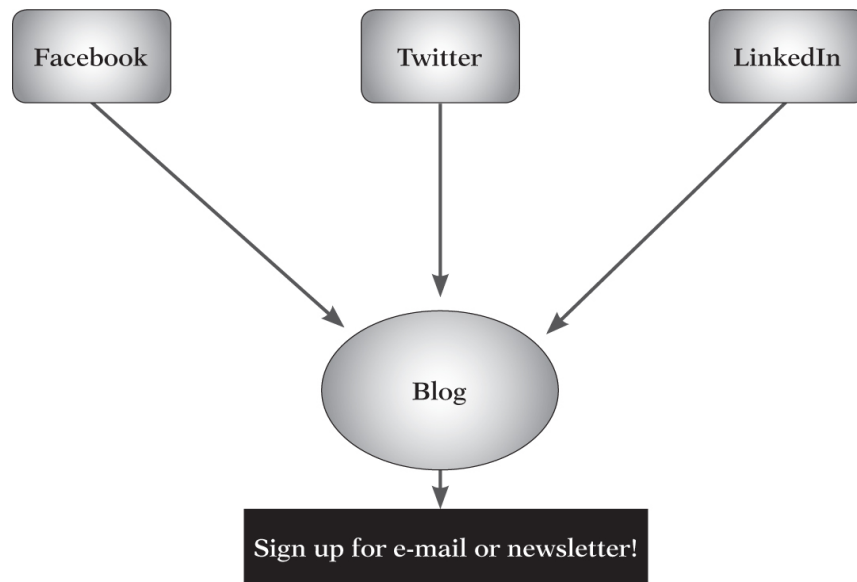 Facebook
Twitter
LinkedIn
Blog
Sign up for e-mail or newsletter!